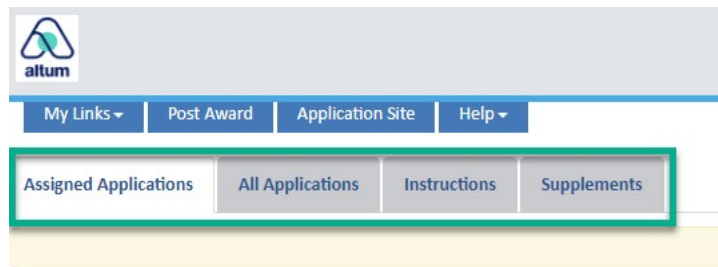 altum
My Links Post Award Application Site Help
Assigned Applications All Applications Instructions Supplements